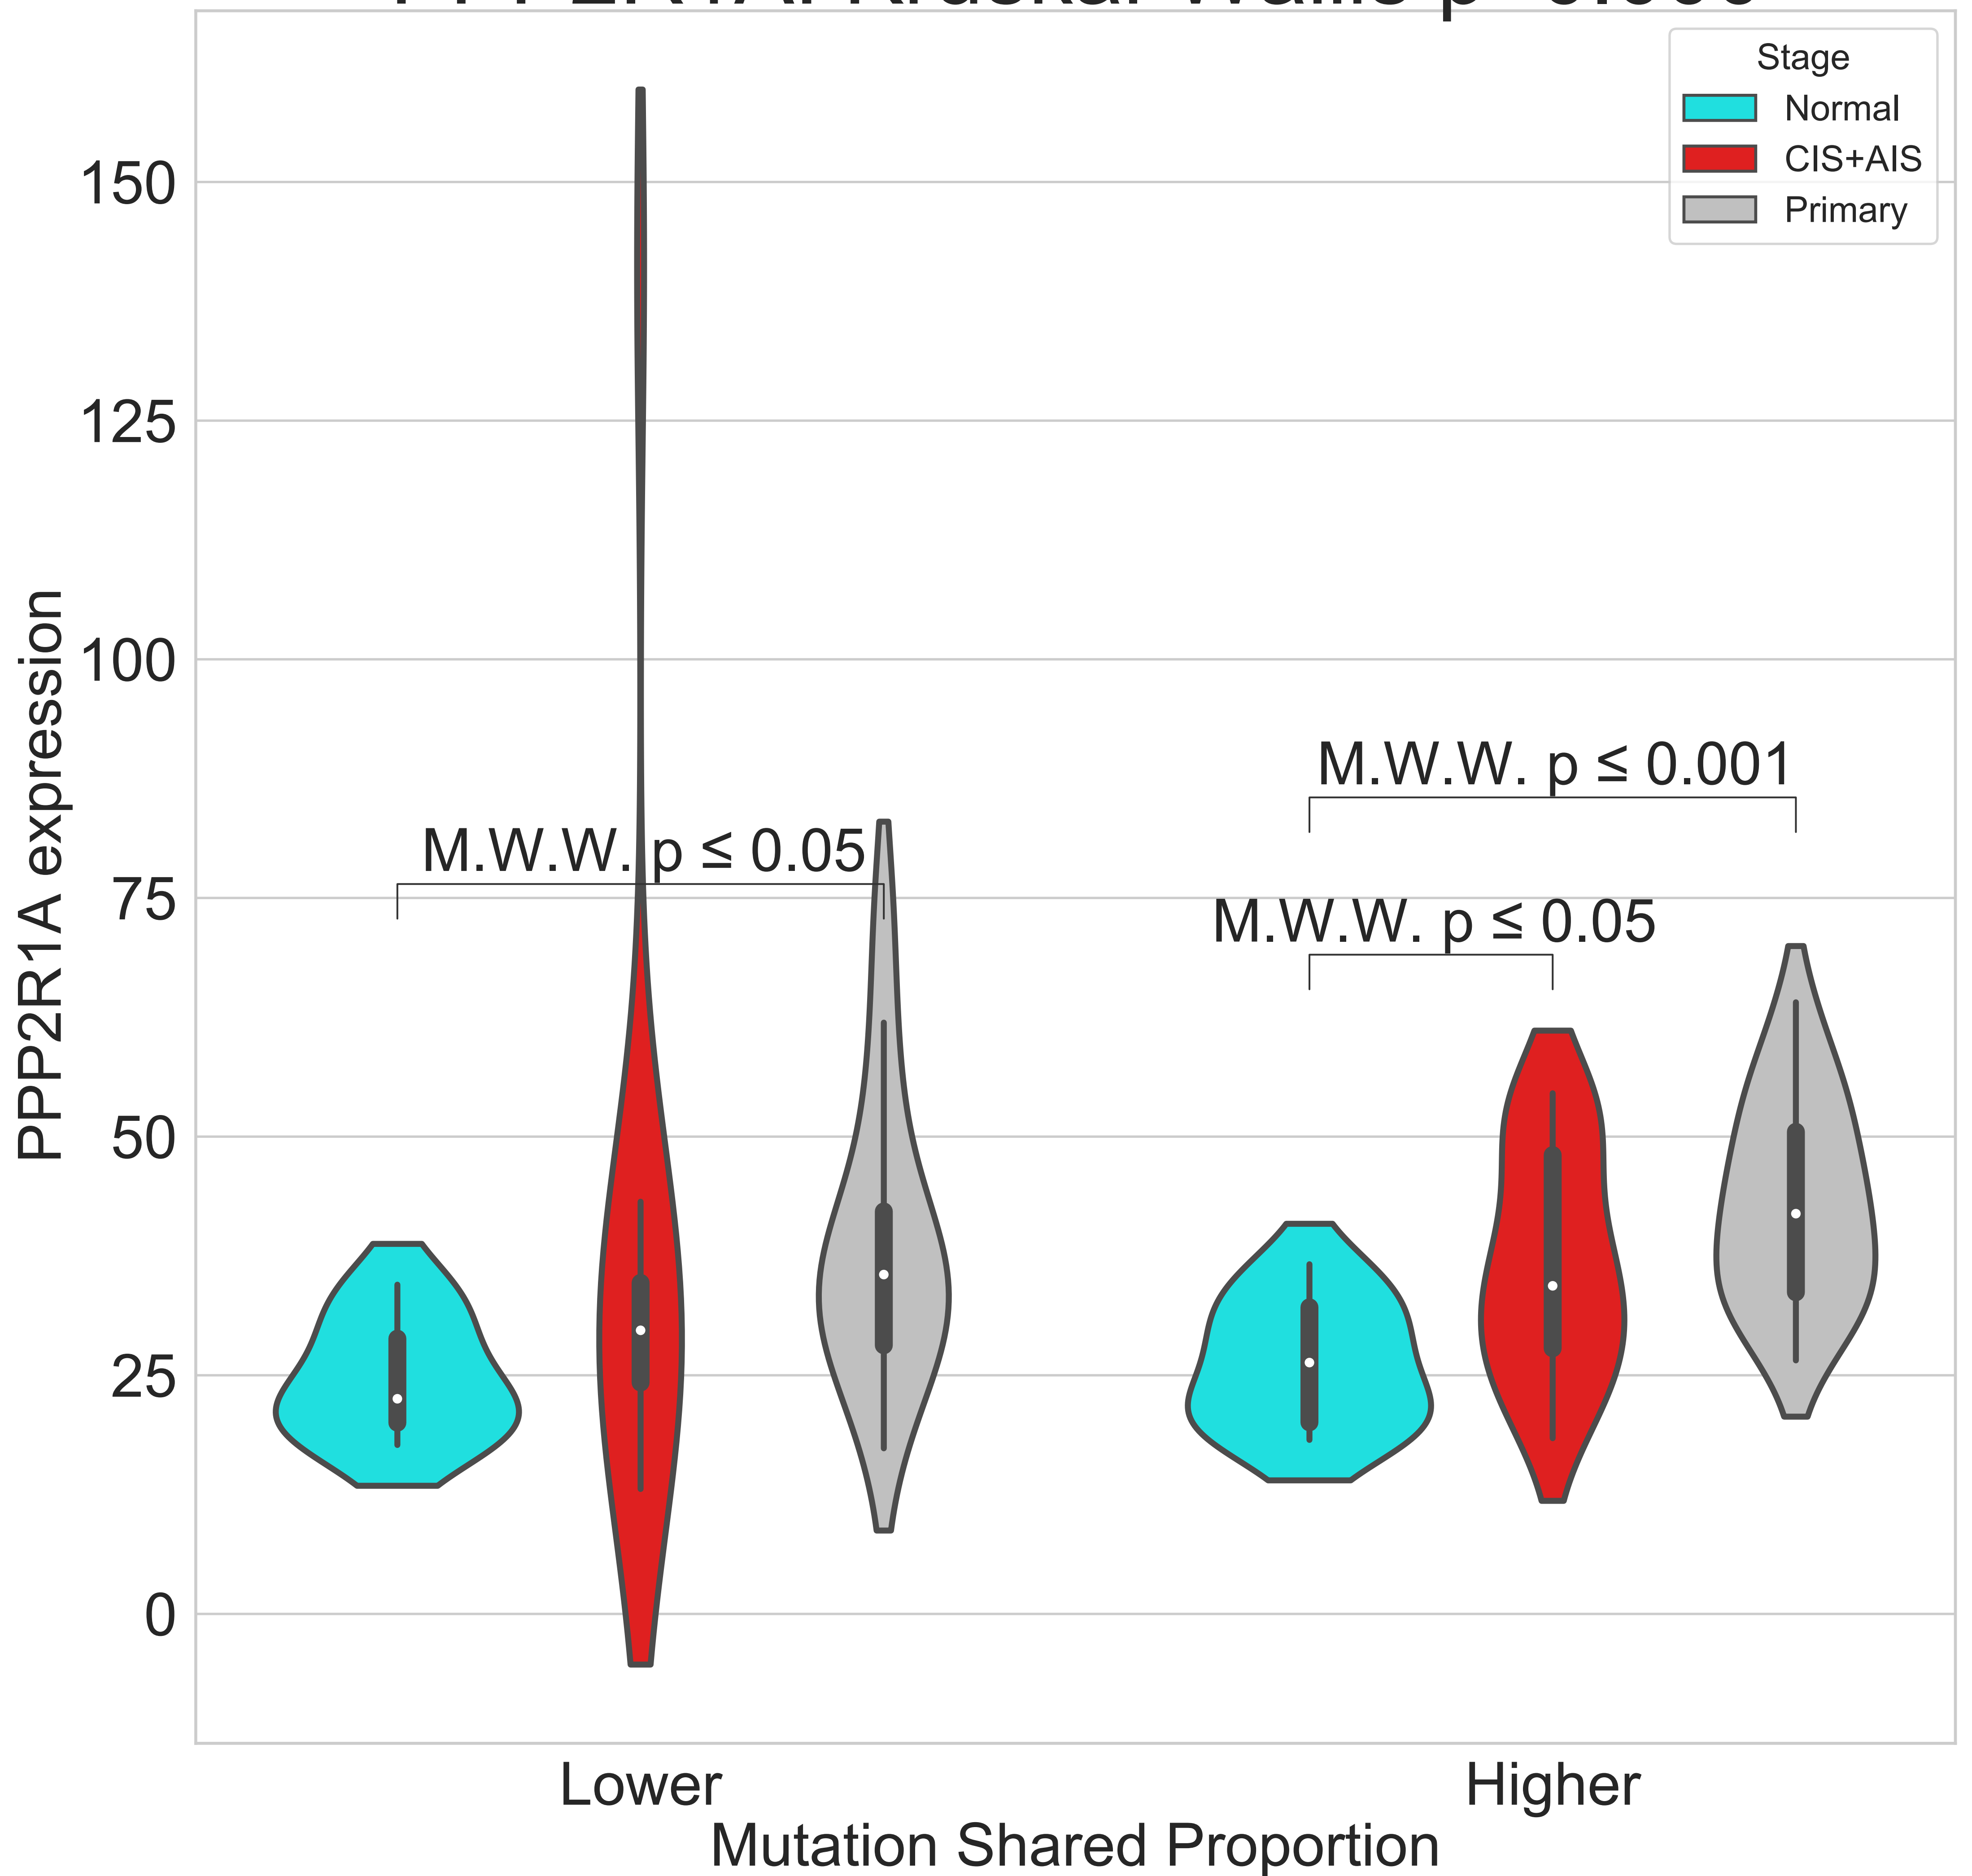 Stage
Normal
CIS+AIS
Primary
150
125
100
75
50
25
0
PPP2R1A expression
M.W.W. p ≤ 0.05
M.W.W. p ≤ 0.001
M.W.W. p ≤ 0.05
Lower
Higher
Mutation Shared Proportion